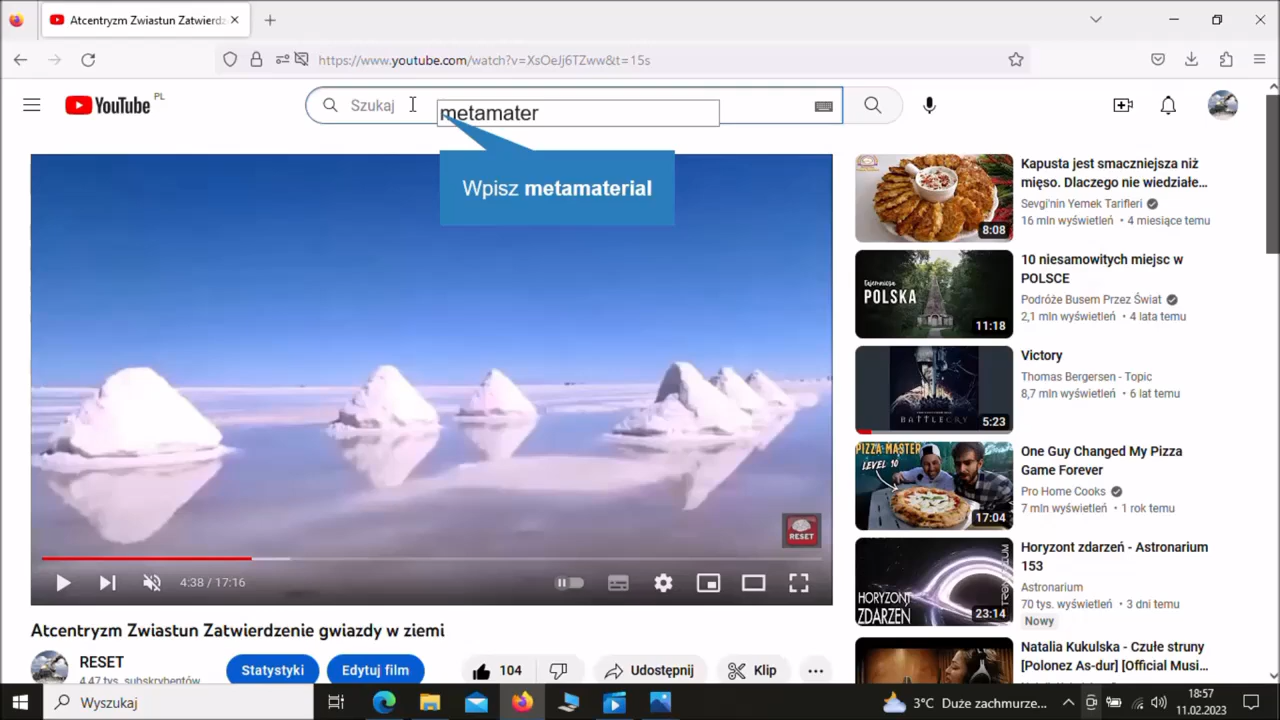 Atcentryzm Zwiastun Zatwierdz
https://www.youtube.com/watch?v=XsOeJj6TZww&t=15s
YouTube PL
Szukaj
metamater
Wpisz metamaterial
RESET
4:38 / 17:16
Atcentryzm Zwiastun Zatwierdzenie gwiazdy w ziemi
RESET
4,47 tys. subskrybentów
Statystyki
Edytuj film
104
Udostępnij
Klip
8:08
Kapusta jest smaczniejsza niż
mięso. Dlaczego nie wiedziałe...
Sevgi'nin Yemek Tarifleri
16 mln wyświetleń • 4 miesiące temu
tajemnicza
POLSKA
11:18
10 niesamowitych miejsc w
POLSCE
Podróże Busem Przez Świat
2,1 mln wyświetleń • 4 lata temu
BATTLECRY
5:23
Victory
Thomas Bergersen - Topic
8,7 mln wyświetleń • 6 lat temu
PIZZA MASTER
LEVEL 10
17:04
One Guy Changed My Pizza
Game Forever
Pro Home Cooks
7 mln wyświetleń • 1 rok temu
HORYZONT
ZDARZEŃ
23:14
Horyzont zdarzeń - Astronarium
153
Astronarium
70 tys. wyświetleń • 3 dni temu
Nowy
Natalia Kukulska - Czułe struny
[Polonez As-dur] [Official Musi...
Wyszukaj
3°C Duże zachmurze...
18:57
11.02.2023